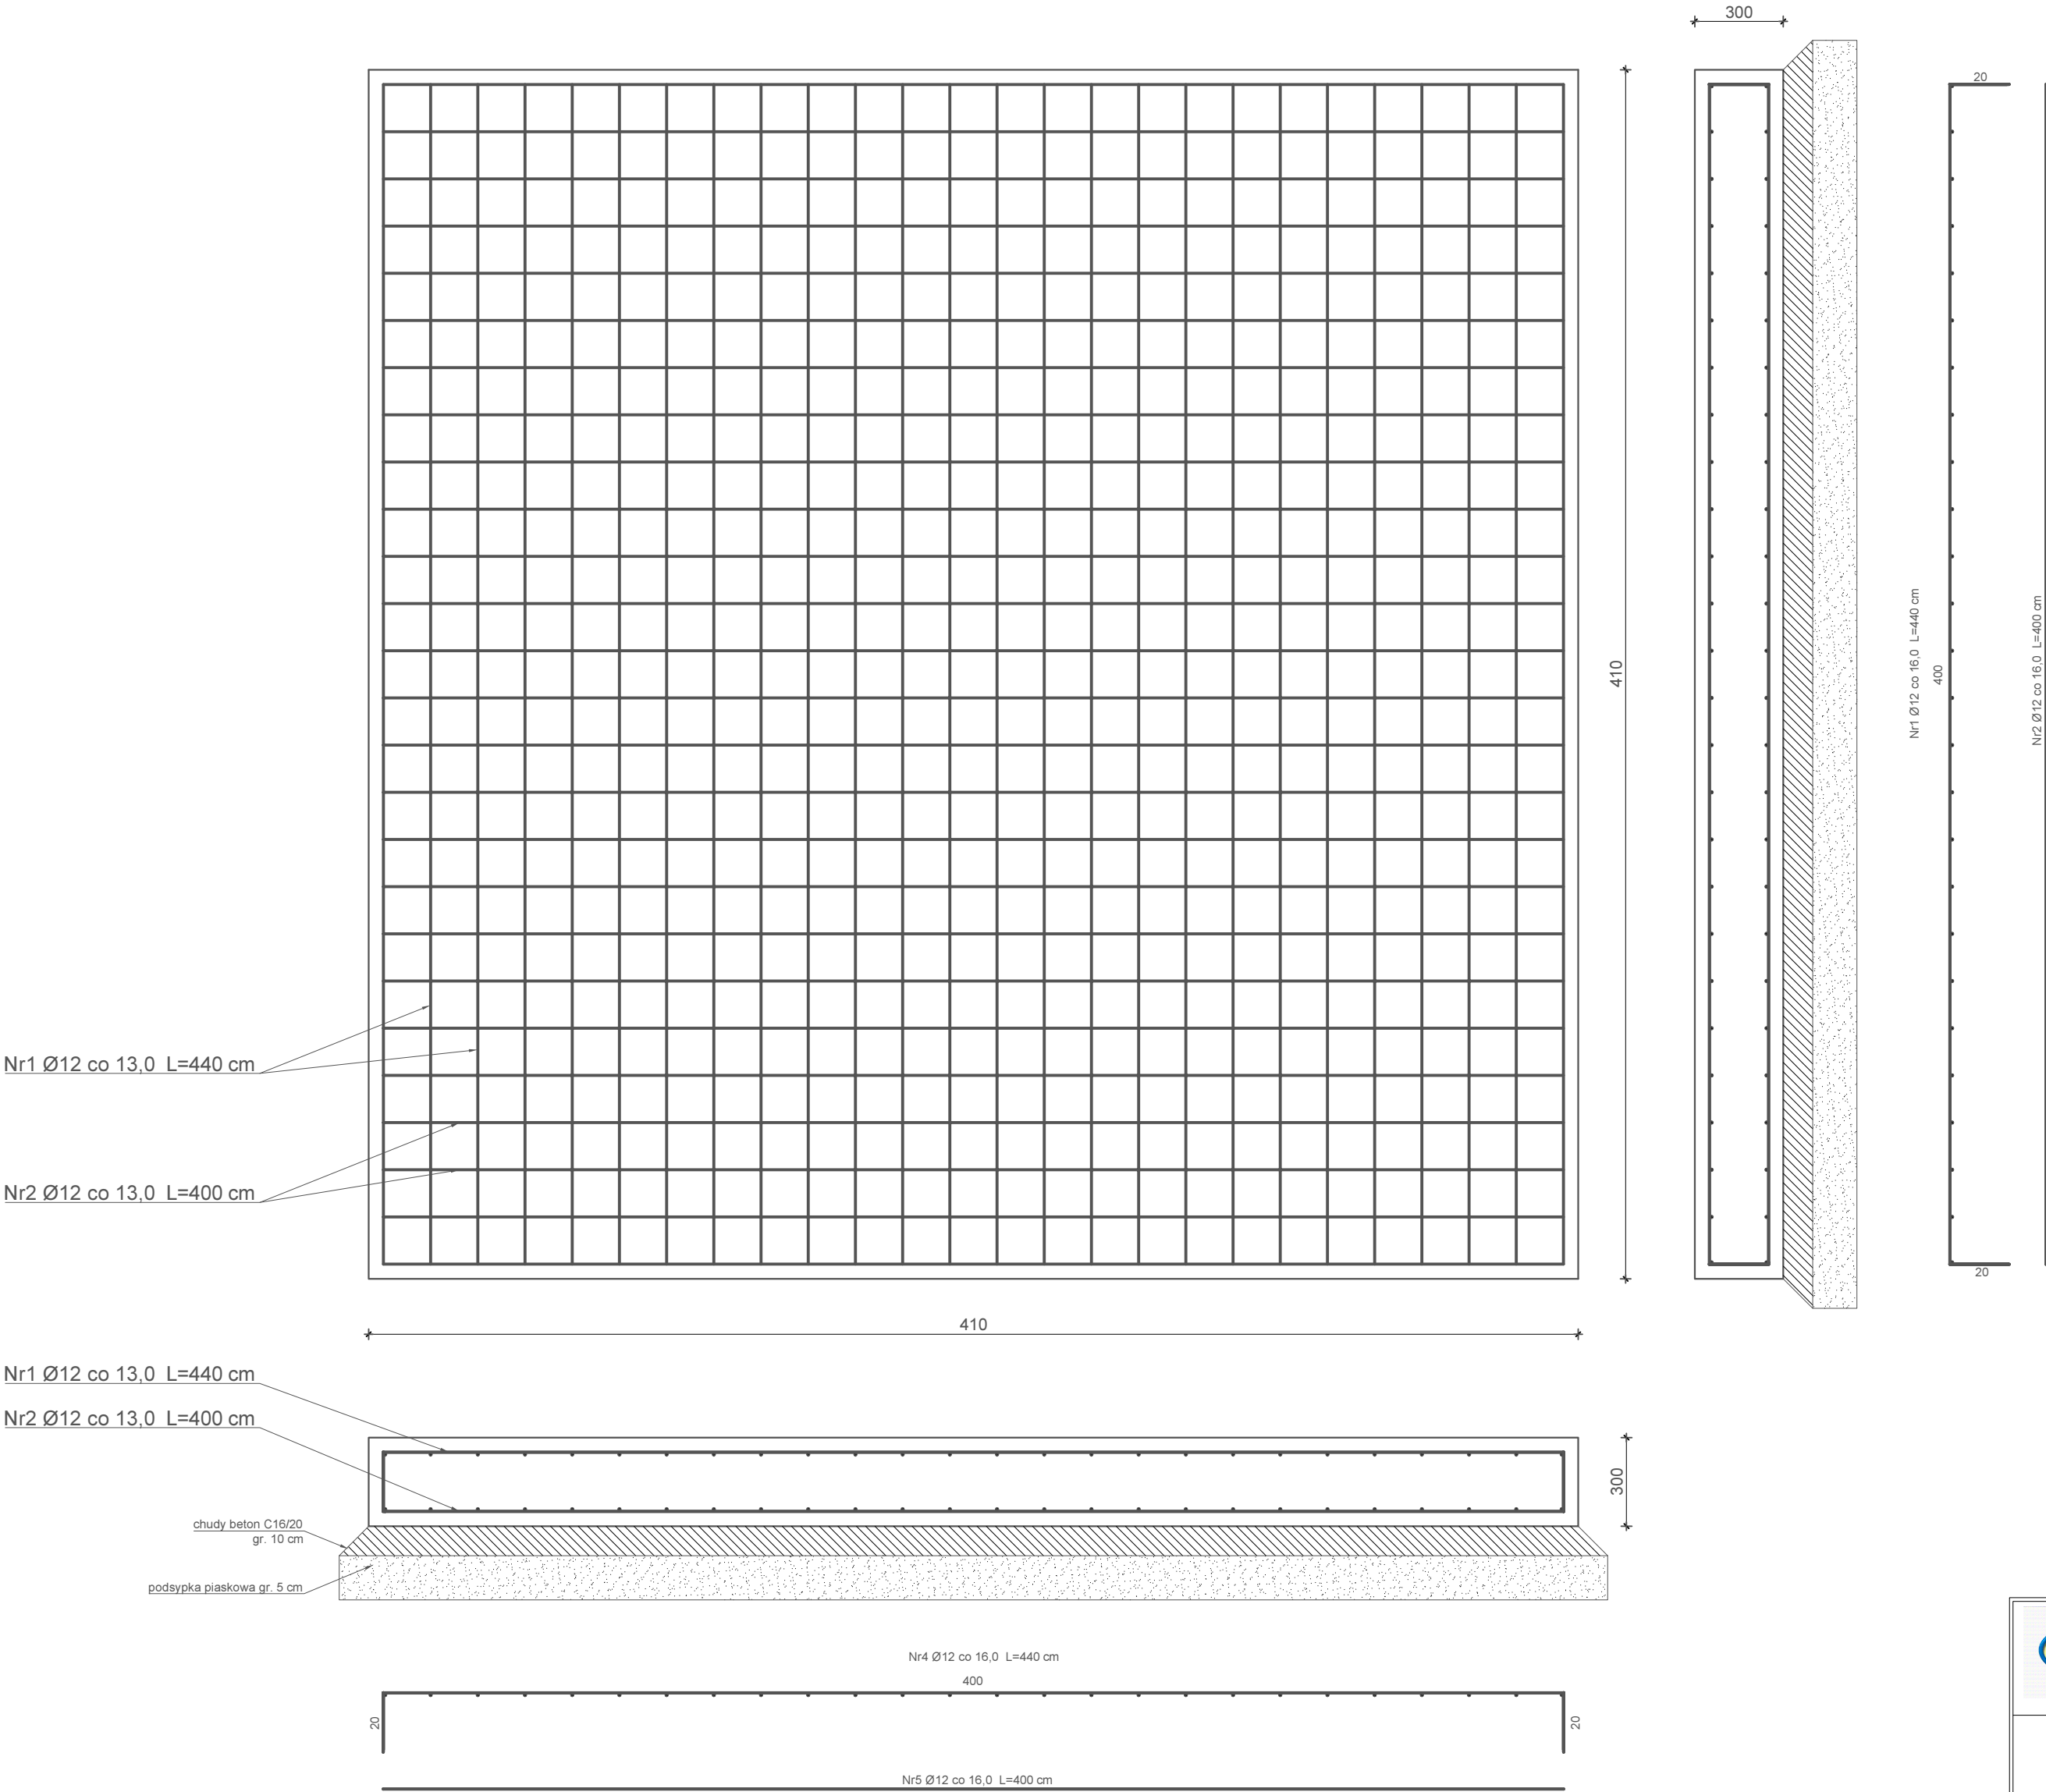 300
20
Nr1 Ø12 co 16,0 L=440 cm
400
Nr2 Ø12 co 16,0 L=400 cm
410
20
Nr1 Ø12 co 13,0 L=440 cm
Nr2 Ø12 co 13,0 L=400 cm
410
Nr1 Ø12 co 13,0 L=440 cm
Nr2 Ø12 co 13,0 L=400 cm
300
chudy beton C16/20
gr. 10 cm
podsypka piaskowa gr. 5 cm
Nr4 Ø12 co 16,0 L=440 cm
400
20
20
Nr5 Ø12 co 16,0 L=400 cm